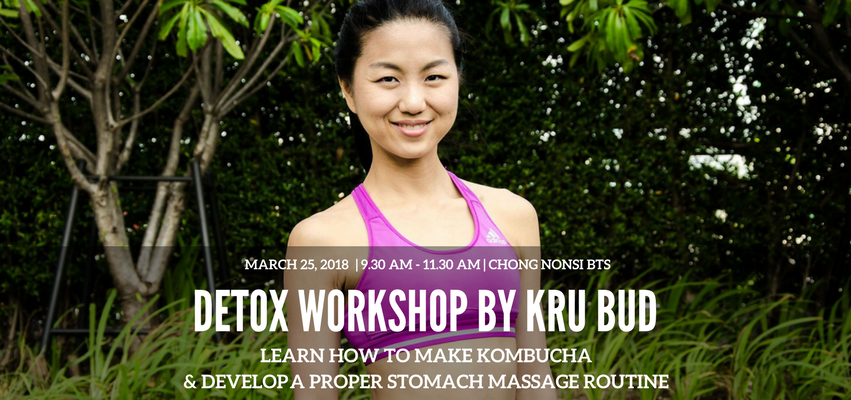 MARCH 25, 2018 | 9.30 AM - 11.30 AM | CHONG NONSI BTS
DETOX WORKSHOP BY KRU BUD
LEARN HOW TO MAKE KOMBUCHA
& DEVELOP A PROPER STOMACH MASSAGE ROUTINE